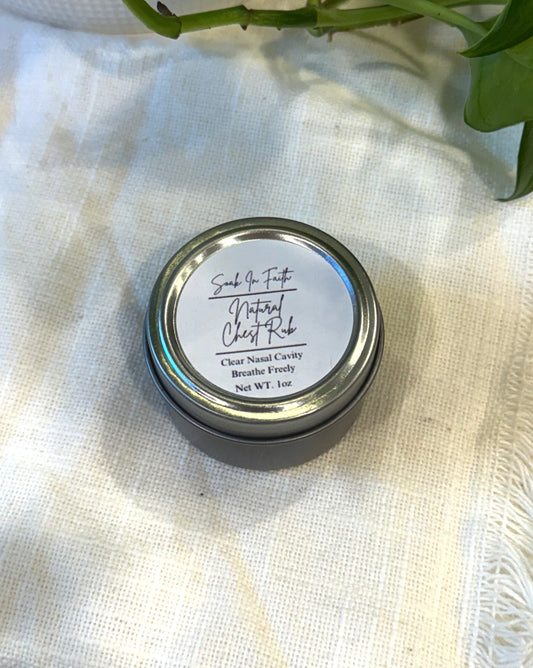 Soak In Faith
Natural
Chest Rub
Clear Nasal Cavity
Breathe Freely
Net WT. 1oz